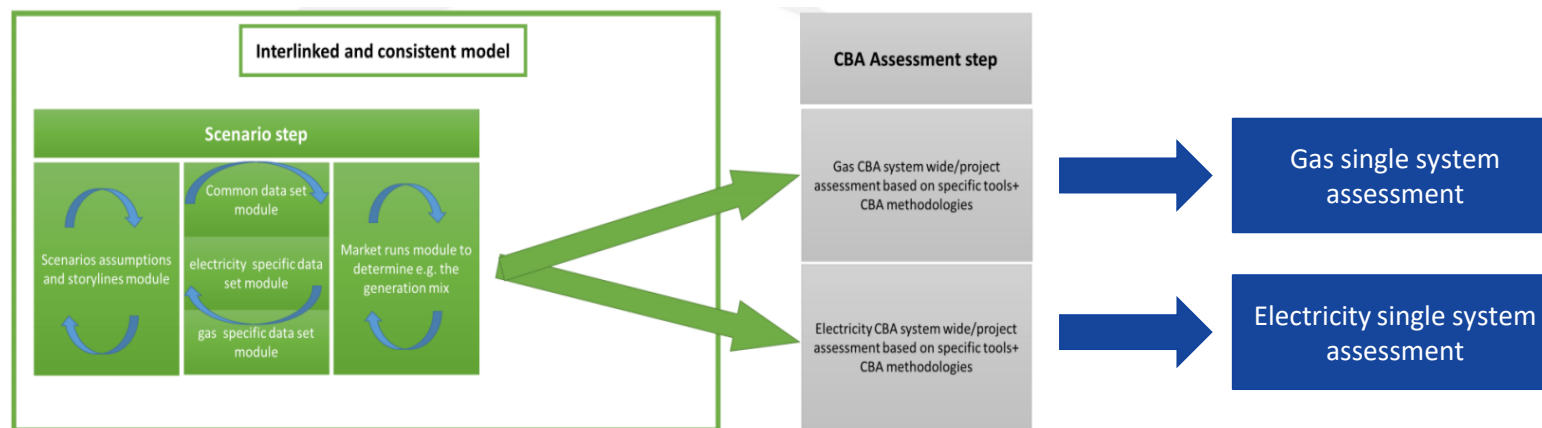 Interlinked and consistent model
Scenario step
Scenarios assumptions
and storylines module
Common data set
module
electricity specific data
set module
gas specific data set
module
Market runs module to
determine e.g. the
generation mix
CBA Assessment step
Gas CBA system wide/project
assessment based on specific tools+
CBA methodologies
Electricity CBA system wide/project
assessment based on specific tools+
CBA methodologies
Gas single system
assessment
Electricity single system
assessment